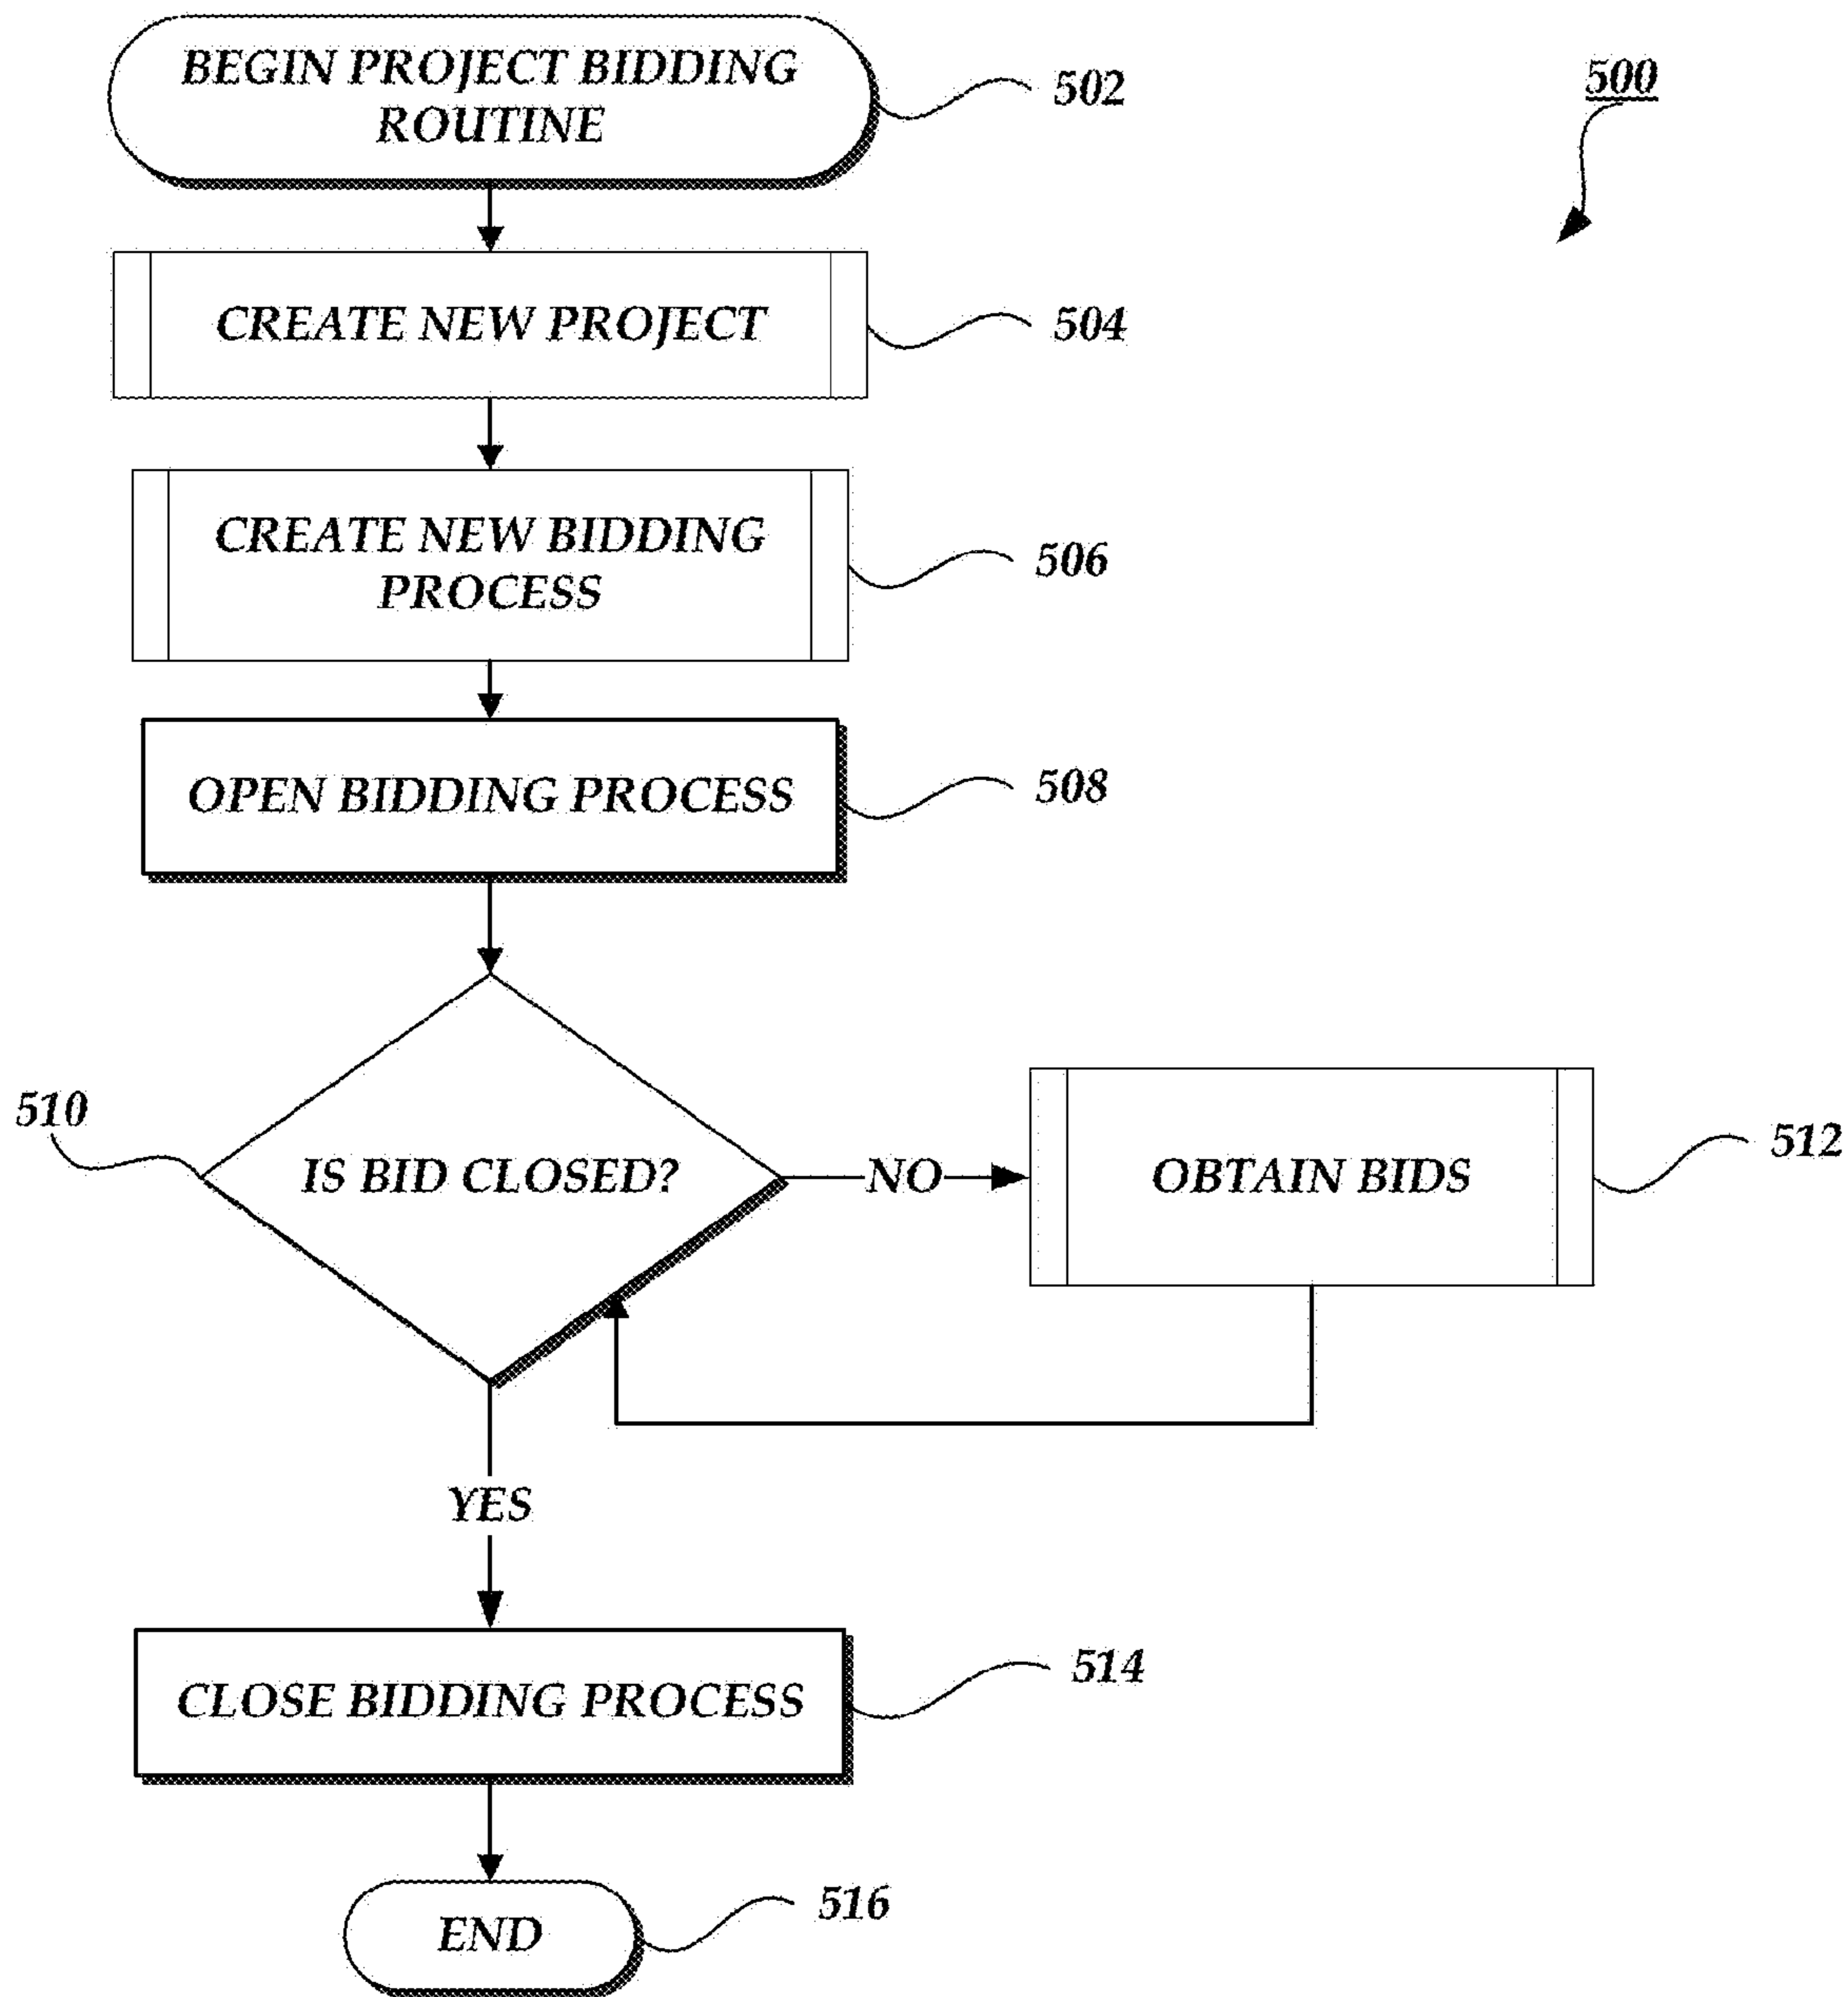 BEGIN PROJECT BIDDING
ROUTINE
502
500
CREATE NEW PROJECT
504
CREATE NEW BIDDING
PROCESS
506
OPEN BIDDING PROCESS
508
510
IS BID CLOSED?
NO
OBTAIN BIDS
512
YES
CLOSE BIDDING PROCESS
514
END
516